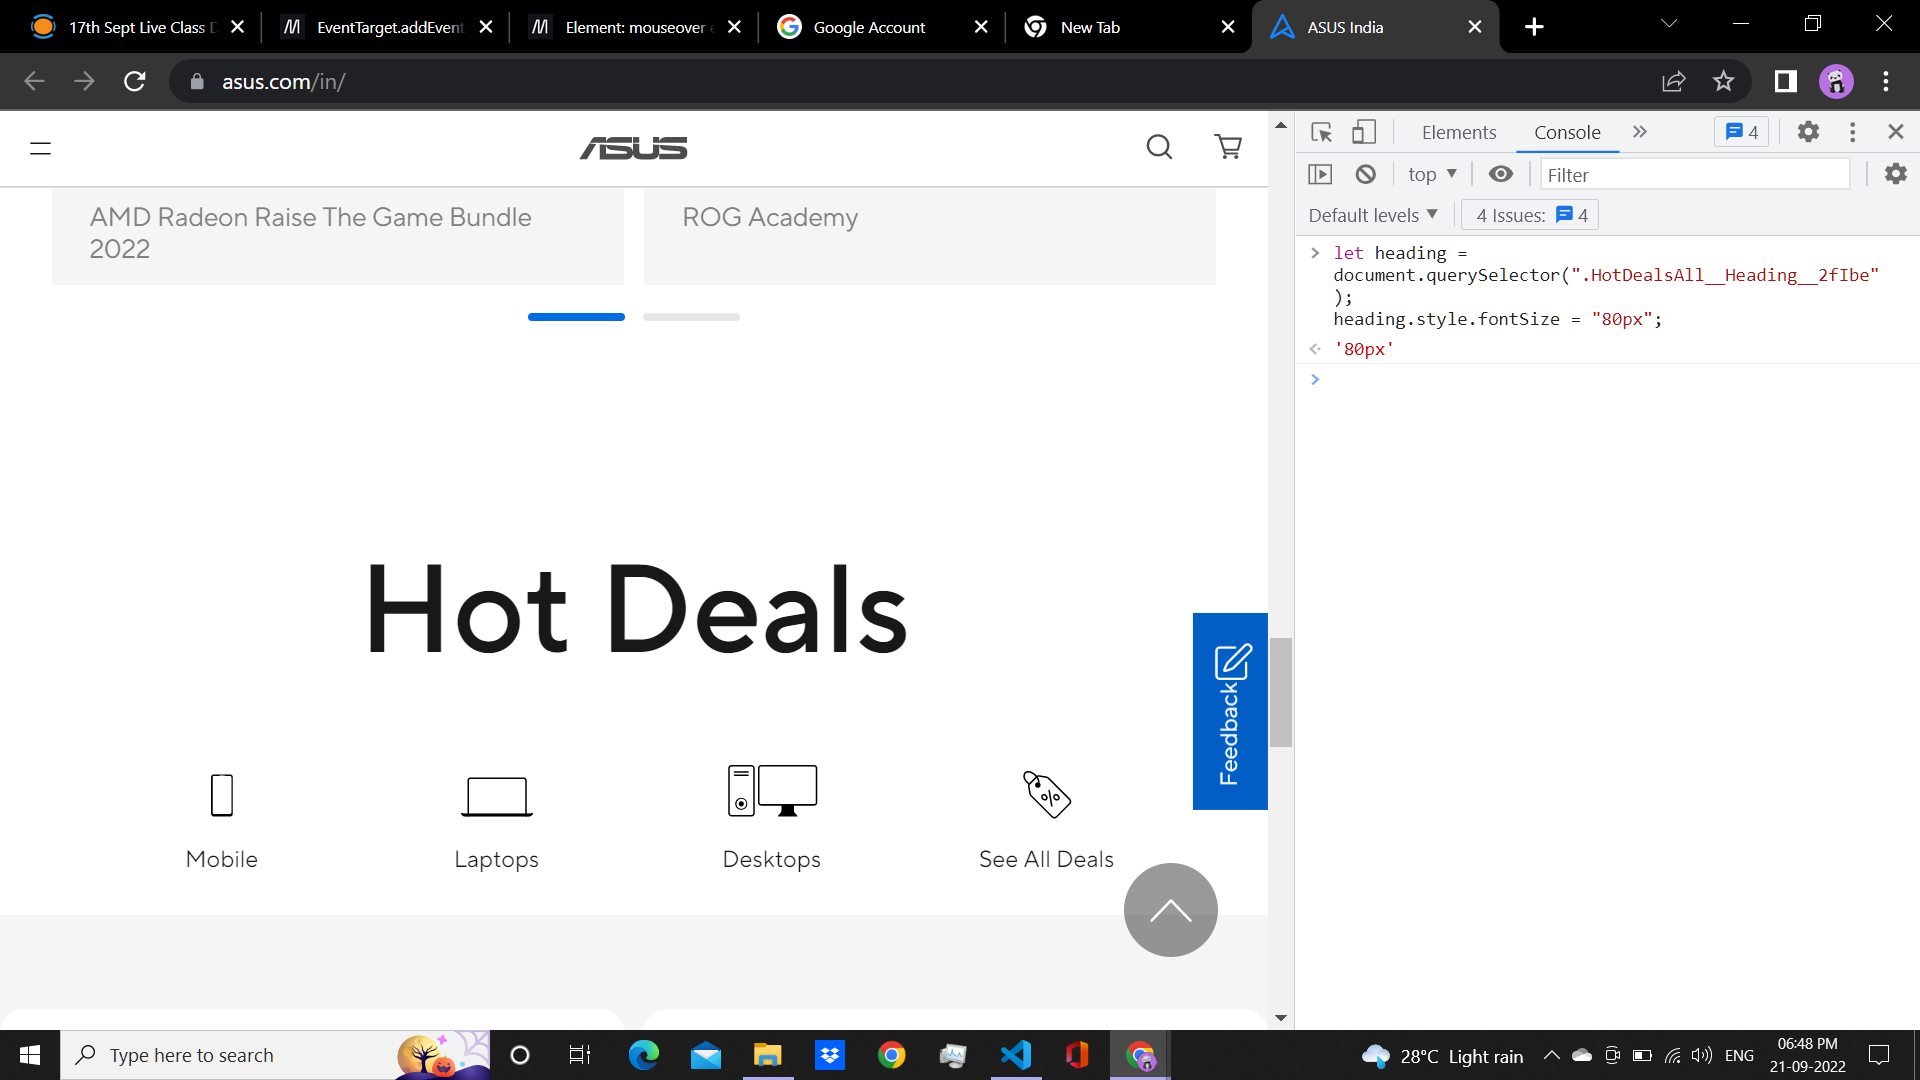 17th Sept Live Class D
EventTarget.addEvent
Element: mouseover e
Google Account
New Tab
ASUS India
asus.com/in/
ASUS
AMD Radeon Raise The Game Bundle
2022
ROG Academy
Hot Deals
Mobile
Laptops
Desktops
See All Deals
Feedback
Elements
Console
4
top
Filter
Default levels
4 Issues:
4
let heading =
document.querySelector(".HotDealsAll__Heading__2fIbe"
);
heading.style.fontSize = "80px";
'80px'
Type here to search
28°C Light rain
ENG
06:48 PM
21-09-2022